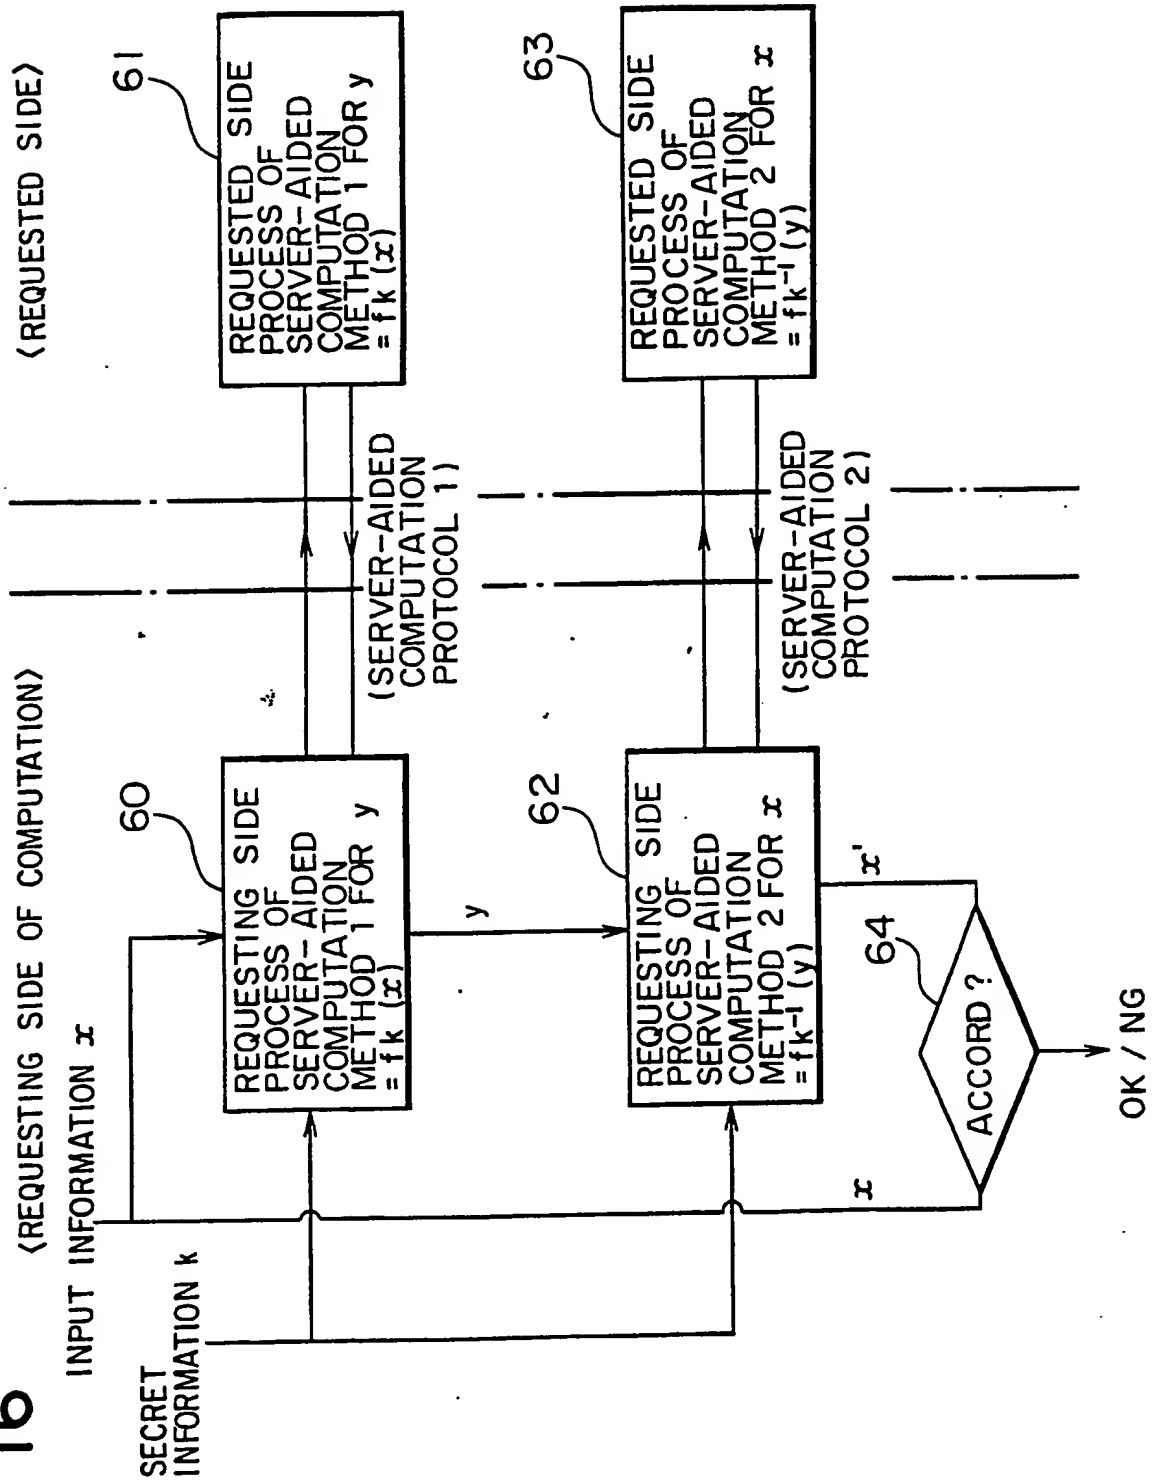 16
<REQUESTING SIDE OF COMPUTATION>
<REQUESTED SIDE>
INPUT INFORMATION x
SECRET
INFORMATION k
60
REQUESTING SIDE
PROCESS OF
SERVER-AIDED
COMPUTATION
METHOD 1 FOR y
= fk (x)
61
REQUESTED SIDE
PROCESS OF
SERVER-AIDED
COMPUTATION
METHOD 1 FOR y
= fk (x)
(SERVER-AIDED
COMPUTATION
PROTOCOL 1)
y
62
REQUESTING SIDE
PROCESS OF
SERVER-AIDED
COMPUTATION
METHOD 2 FOR x
= fk⁻¹ (y)
63
REQUESTED SIDE
PROCESS OF
SERVER-AIDED
COMPUTATION
METHOD 2 FOR x
= fk⁻¹ (y)
(SERVER-AIDED
COMPUTATION
PROTOCOL 2)
x
x'
64
ACCORD ?
OK / NG